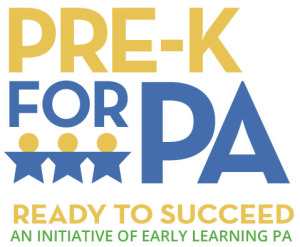 PRE-K
FOR PA
READY TO SUCCEED
AN INITIATIVE OF EARLY LEARNING PA